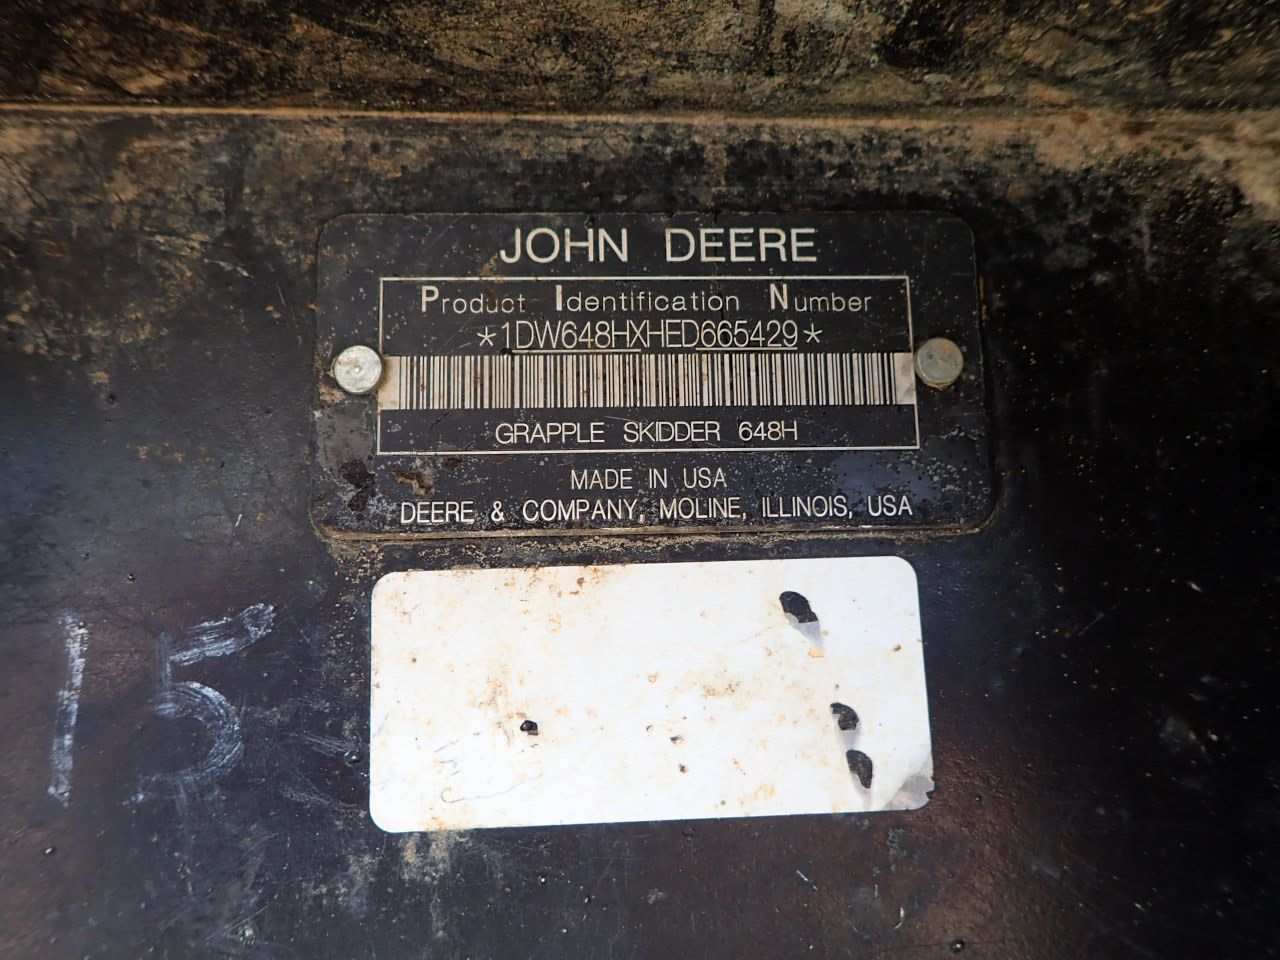 JOHN DEERE
Product Identification Number
*1DW648HXHED665429*
GRAPPLE SKIDDER 648H
MADE IN USA
DEERE & COMPANY, MOLINE, ILLINOIS, USA
15